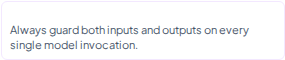 Always guard both inputs and outputs on every
single model invocation.